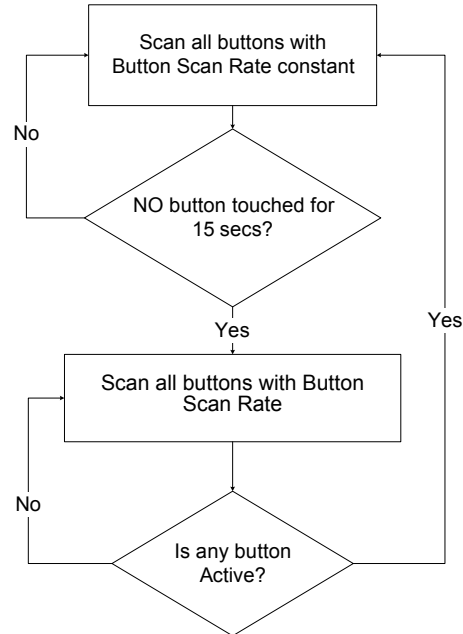 Scan all buttons with
Button Scan Rate constant
No
NO button touched for
15 secs?
Yes
Yes
Scan all buttons with Button
Scan Rate
No
Is any button
Active?